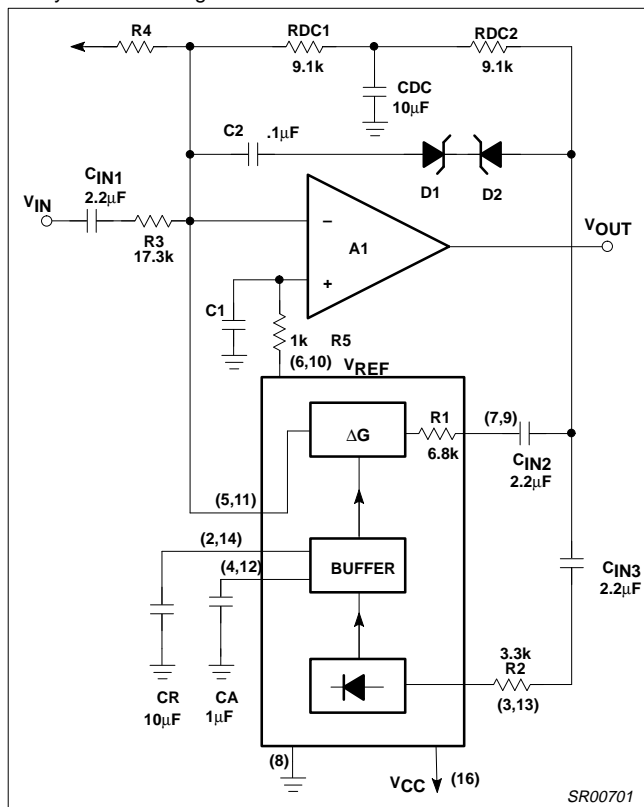 R4
RDC1
RDC2
9.1k
9.1k
CDC
10µF
C2
.1µF
CIN1
2.2µF
VIN
D1
D2
R3
17.3k
−
A1
+
VOUT
C1
1k
R5
(6,10)
VREF
ΔG
R1
6.8k
(7,9)
CIN2
2.2µF
(5,11)
(2,14)
(4,12)
BUFFER
CIN3
2.2µF
3.3k
R2
(3,13)
CR
10µF
CA
1µF
(8)
VCC
(16)
SR00701